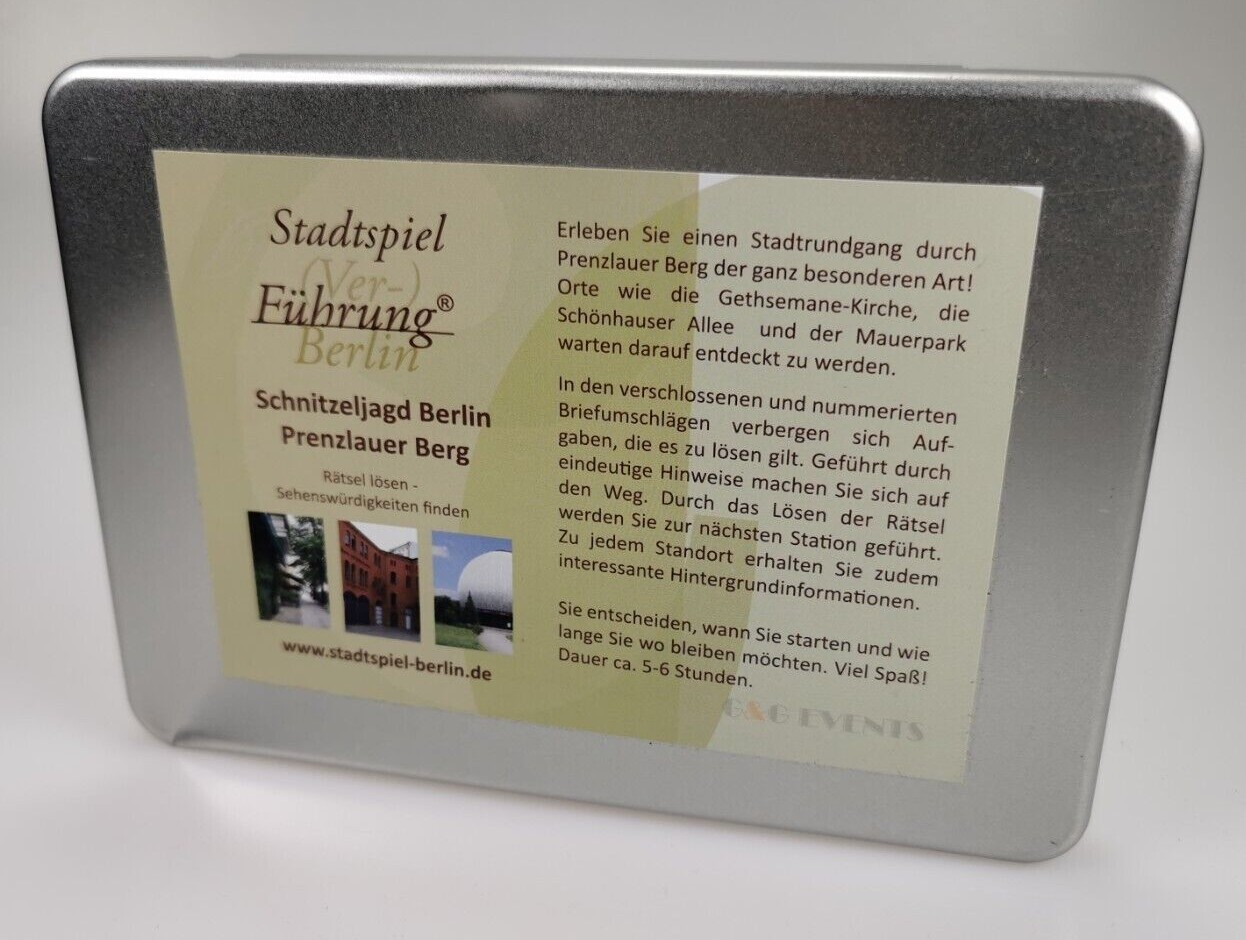 Stadtspiel
(Ver-)
Führung®
Berlin
Schnitzeljagd Berlin
Prenzlauer Berg
Rätsel lösen -
Sehenswürdigkeiten finden
www.stadtspiel-berlin.de
Erleben Sie einen Stadtrundgang durch
Prenzlauer Berg der ganz besonderen Art!
Orte wie die Gethsemane-Kirche, die
Schönhauser Allee und der Mauerpark
warten darauf entdeckt zu werden.
In den verschlossenen und nummerierten
Briefumschlägen verbergen sich Auf-
gaben, die es zu lösen gilt. Geführt durch
eindeutige Hinweise machen Sie sich auf
den Weg. Durch das Lösen der Rätsel
werden Sie zur nächsten Station geführt.
Zu jedem Standort erhalten Sie zudem
interessante Hintergrundinformationen.
Sie entscheiden, wann Sie starten und wie
lange Sie wo bleiben möchten. Viel Spaß!
Dauer ca. 5-6 Stunden.
G&G EVENTS